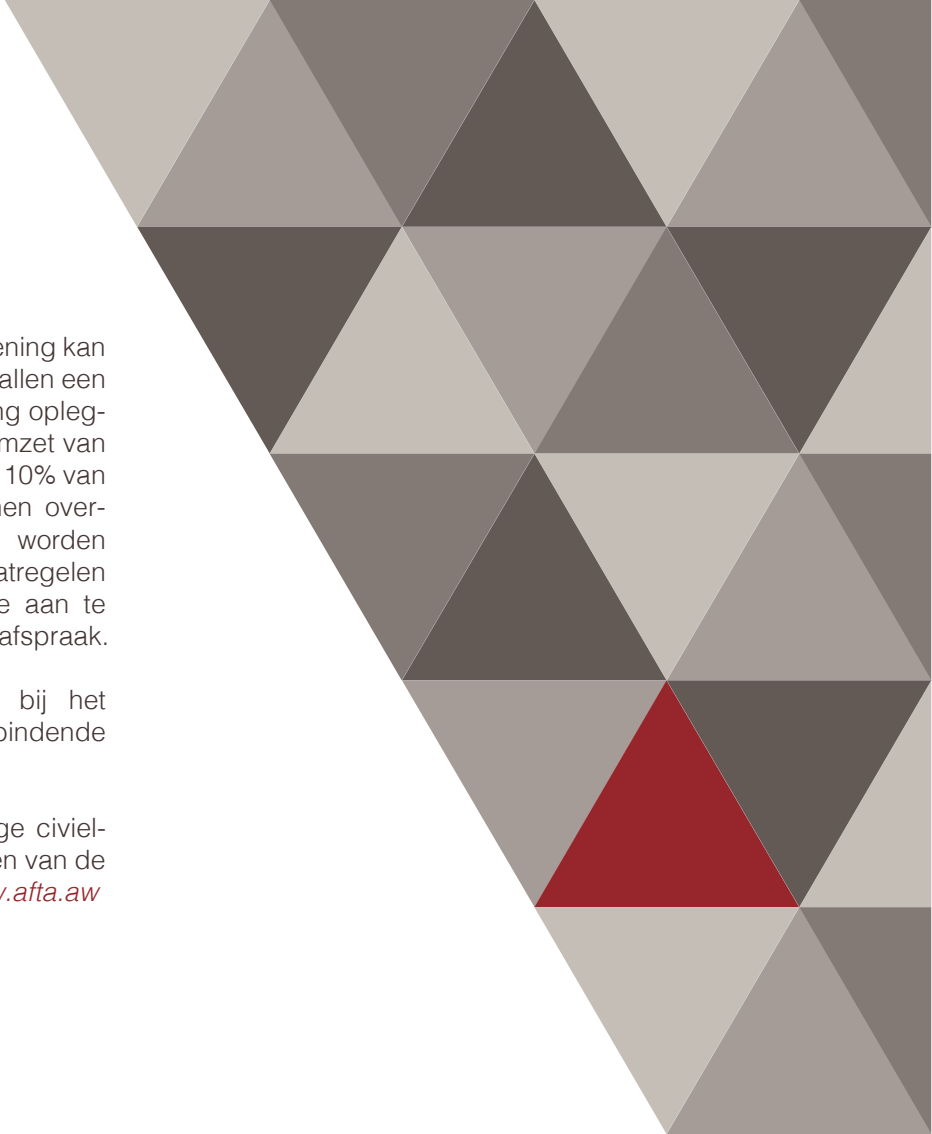 ening kan
allen een
ng opleg-
mzet van
10% van
en over-
worden
atregelen
e aan te
afspraak.
bij het
bindende
ge civiel-
en van de
.afta.aw